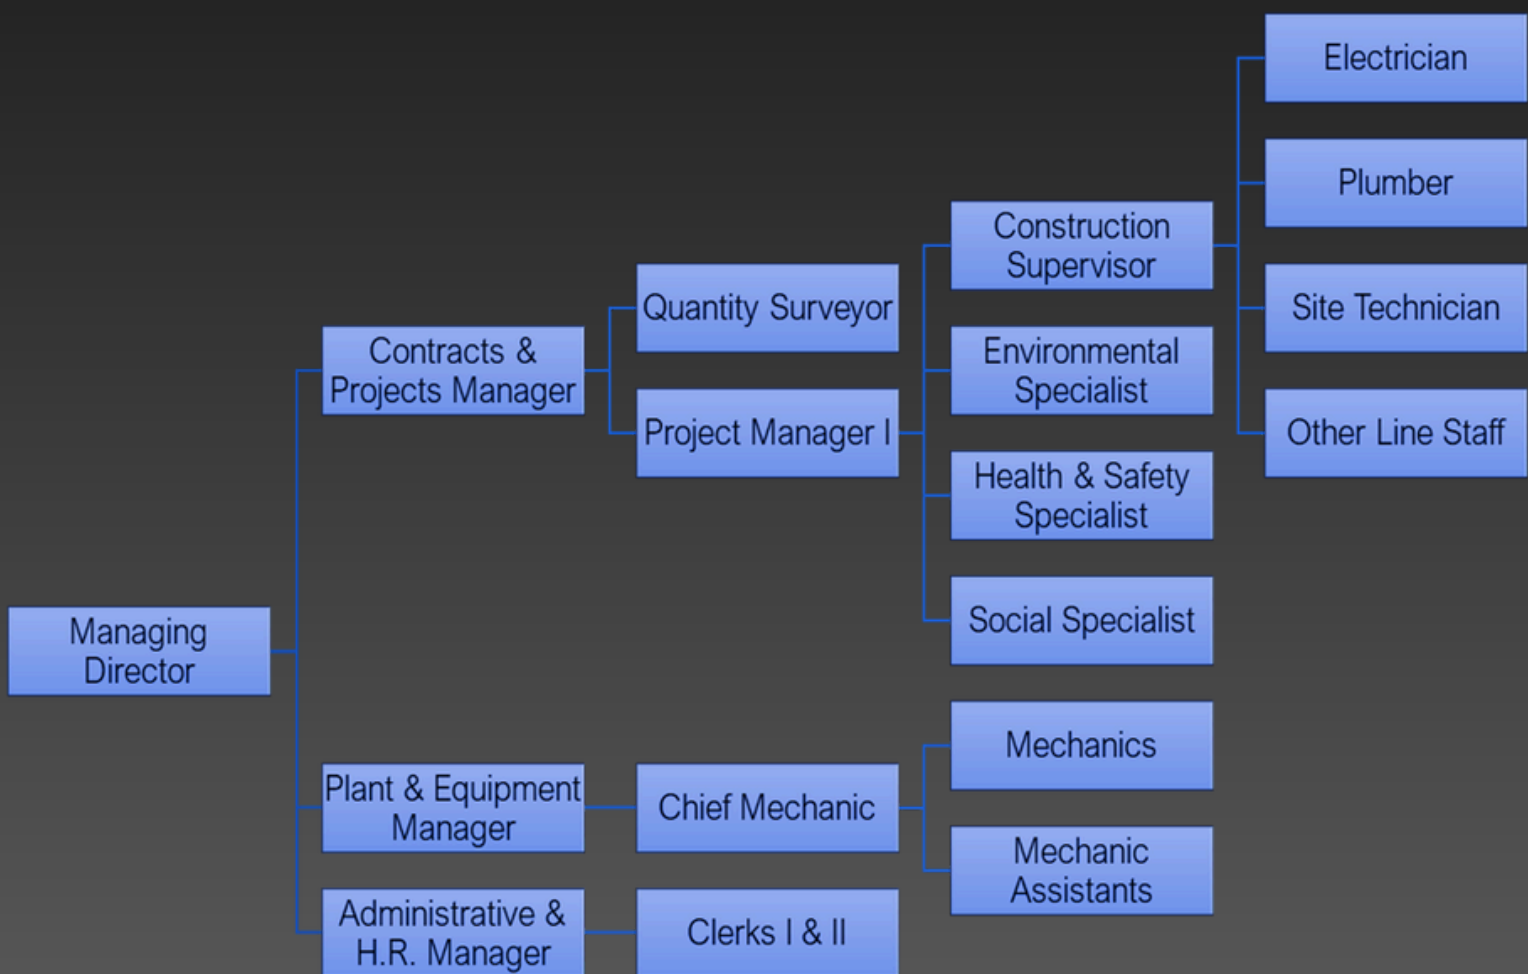 Electrician
Plumber
Construction
Supervisor
Quantity Surveyor
Site Technician
Contracts &
Projects Manager
Environmental
Specialist
Project Manager I
Other Line Staff
Health & Safety
Specialist
Managing
Director
Social Specialist
Mechanics
Plant & Equipment
Manager
Chief Mechanic
Mechanic
Assistants
Administrative &
H.R. Manager
Clerks I & II